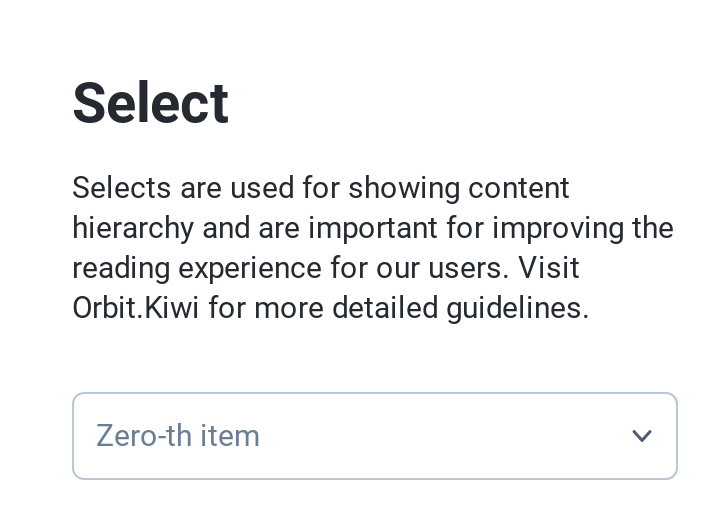 Select
Selects are used for showing content
hierarchy and are important for improving the
reading experience for our users. Visit
Orbit.Kiwi for more detailed guidelines.
Zero-th item